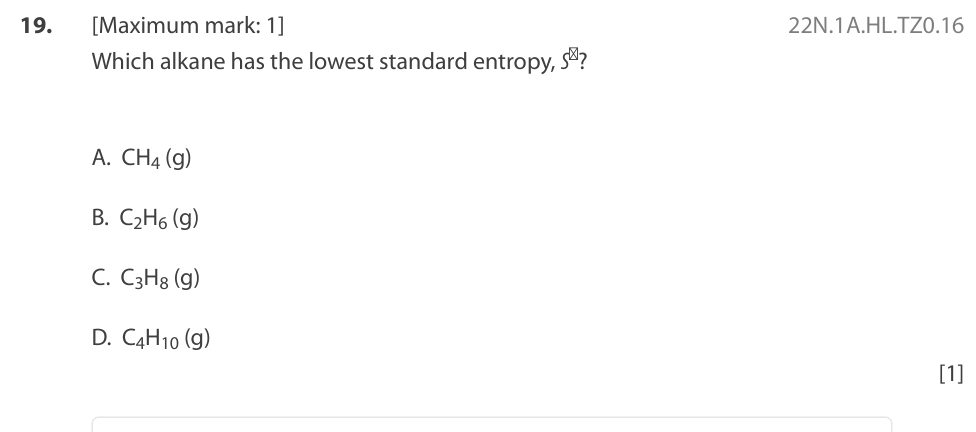 19. [Maximum mark: 1] 22N.1A.HL.TZ0.16
Which alkane has the lowest standard entropy, S☒?
A. CH₄ (g)
B. C₂H₆ (g)
C. C₃H₈ (g)
D. C₄H₁₀ (g)
[1]